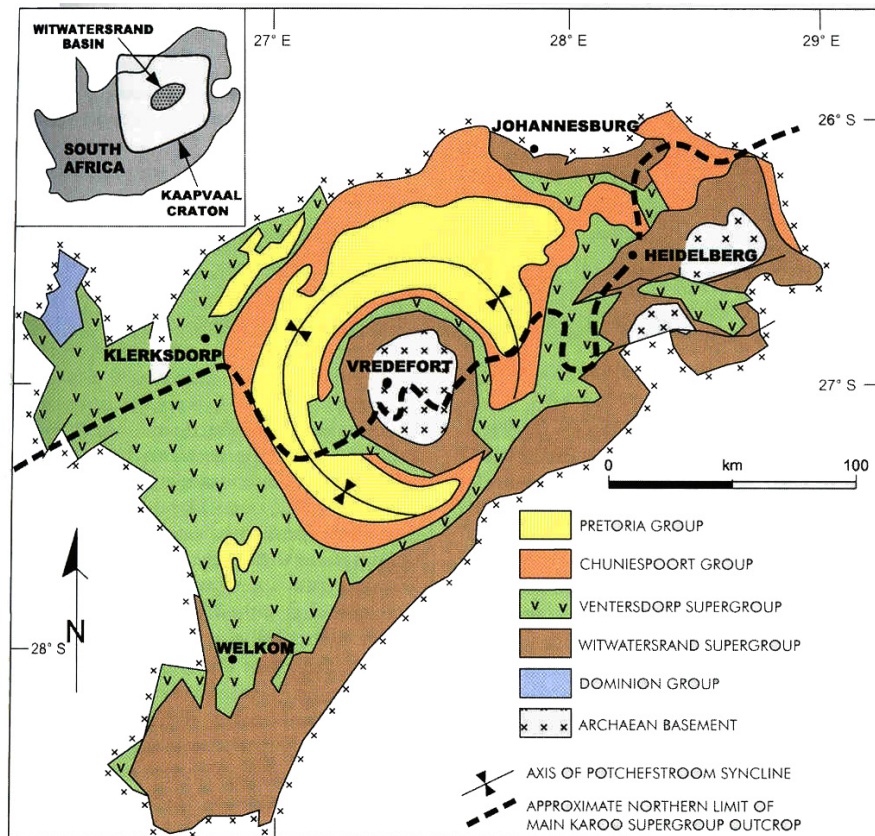 WITWATERSRAND
BASIN
SOUTH
AFRICA
KAAPVAAL
CRATON
27° E
28° E
29° E
26° S
JOHANNESBURG
HEIDELBERG
KLERKSDORP
VREDEFORT
27° S
0
100
km
N
28° S
WELKOM
PRETORIA GROUP
CHUNIESPOORT GROUP
VENTERSDORP SUPERGROUP
WITWATERSRAND SUPERGROUP
DOMINION GROUP
ARCHAEAN BASEMENT
AXIS OF POTCHEFSTROOM SYNCLINE
APPROXIMATE NORTHERN LIMIT OF
MAIN KAROO SUPERGROUP OUTCROP